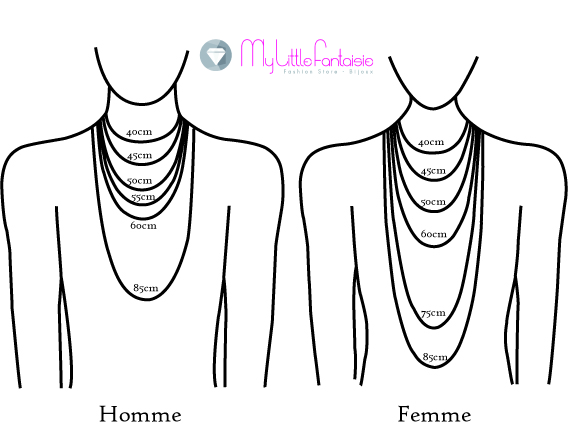 MyLittleFantaisie
Fashion Store - Bijoux
40cm
45cm
50cm
55cm
60cm
85cm
Homme
40cm
45cm
50cm
60cm
75cm
85cm
Femme